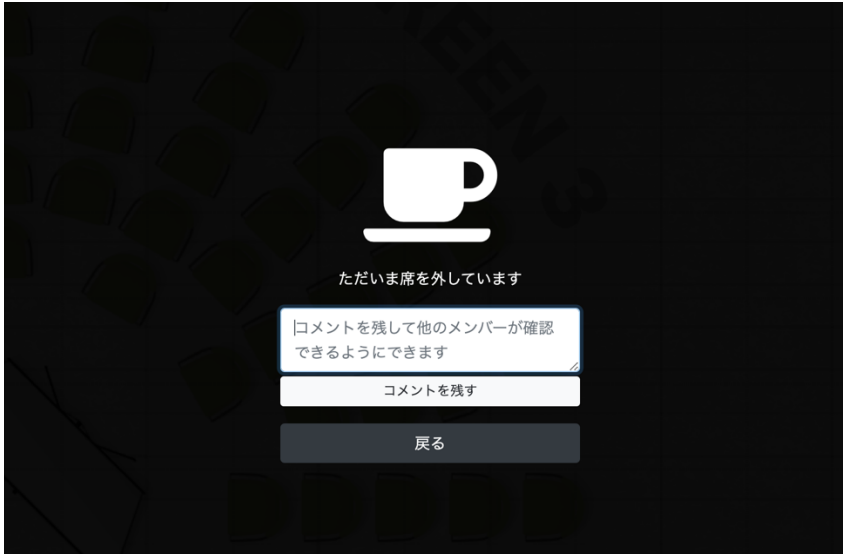 EEN 3
ただいま席を外しています
コメントを残して他のメンバーが確認
できるようにできます
コメントを残す
戻る